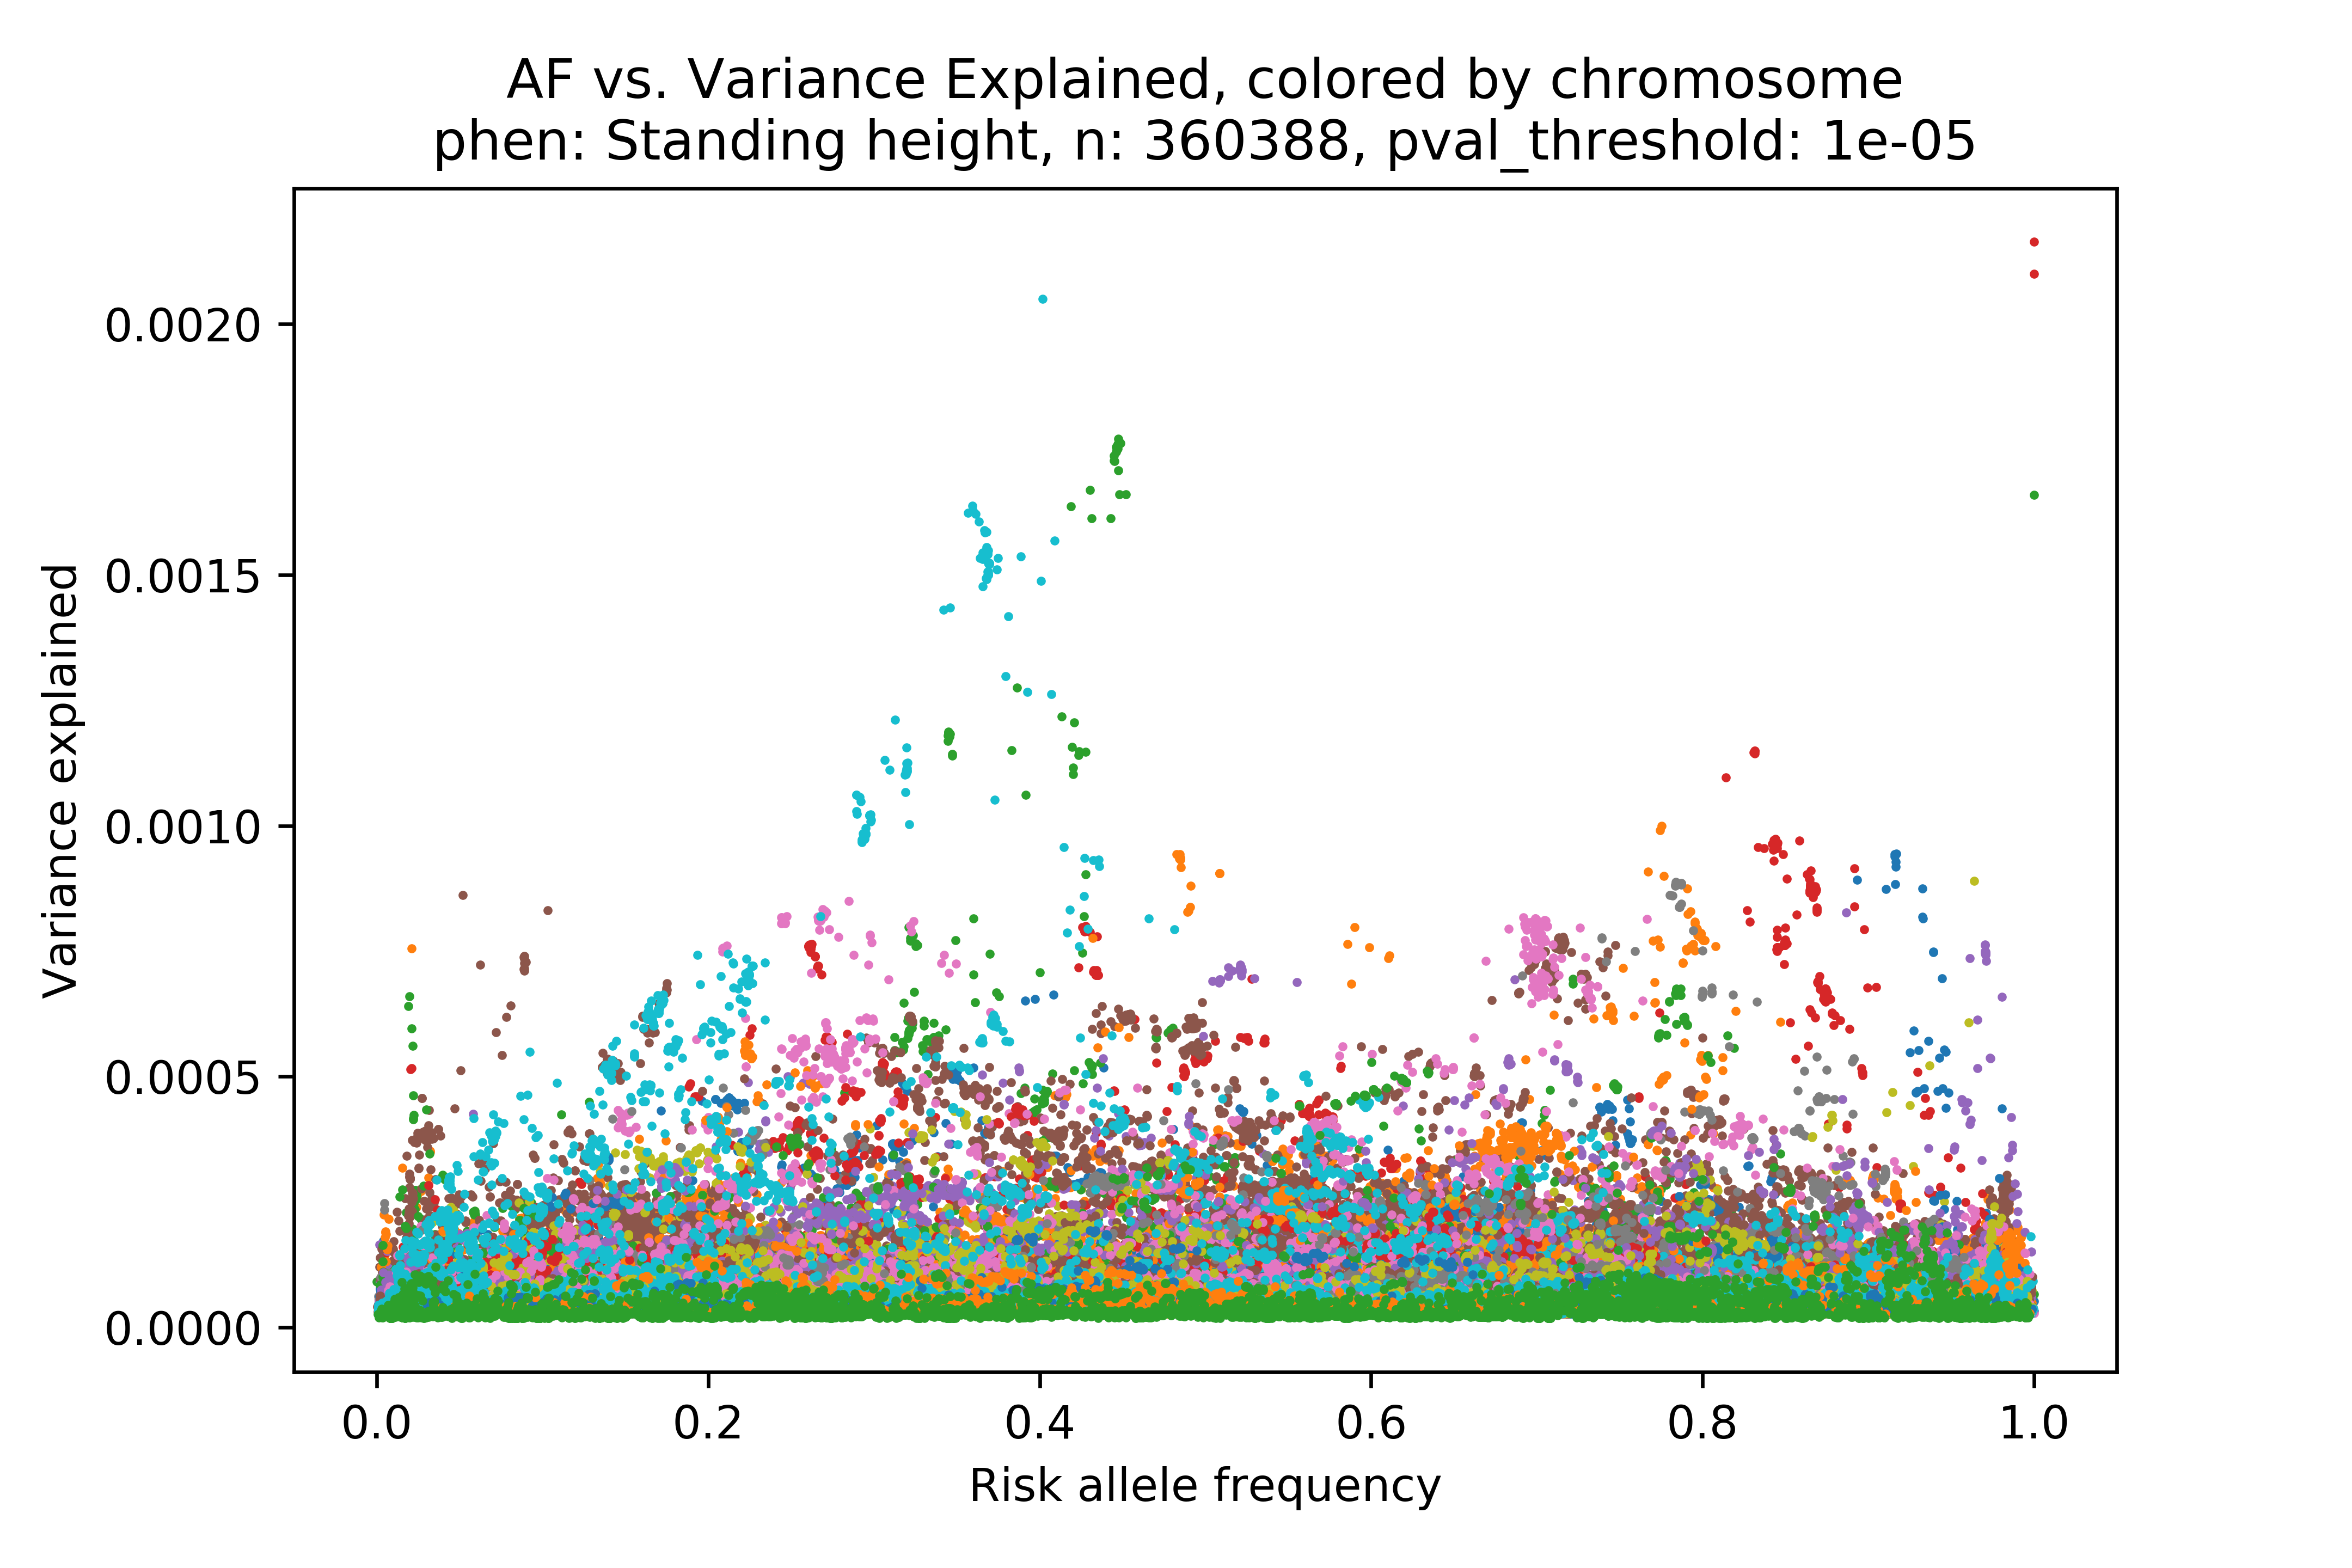 AF vs. Variance Explained, colored by chromosome
phen: Standing height, n: 360388, pval_threshold: 1e-05
Variance explained
0.0020
0.0015
0.0010
0.0005
0.0000
0.0 0.2 0.4 0.6 0.8 1.0
Risk allele frequency